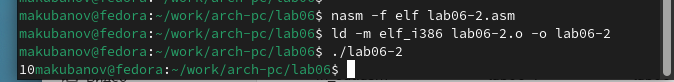 makubanov@fedora:~/work/arch-pc/lab06$ nasm -f elf lab06-2.asm
makubanov@fedora:~/work/arch-pc/lab06$ ld -m elf_i386 lab06-2.o -o lab06-2
makubanov@fedora:~/work/arch-pc/lab06$ ./lab06-2
10makubanov@fedora:~/work/arch-pc/lab06$